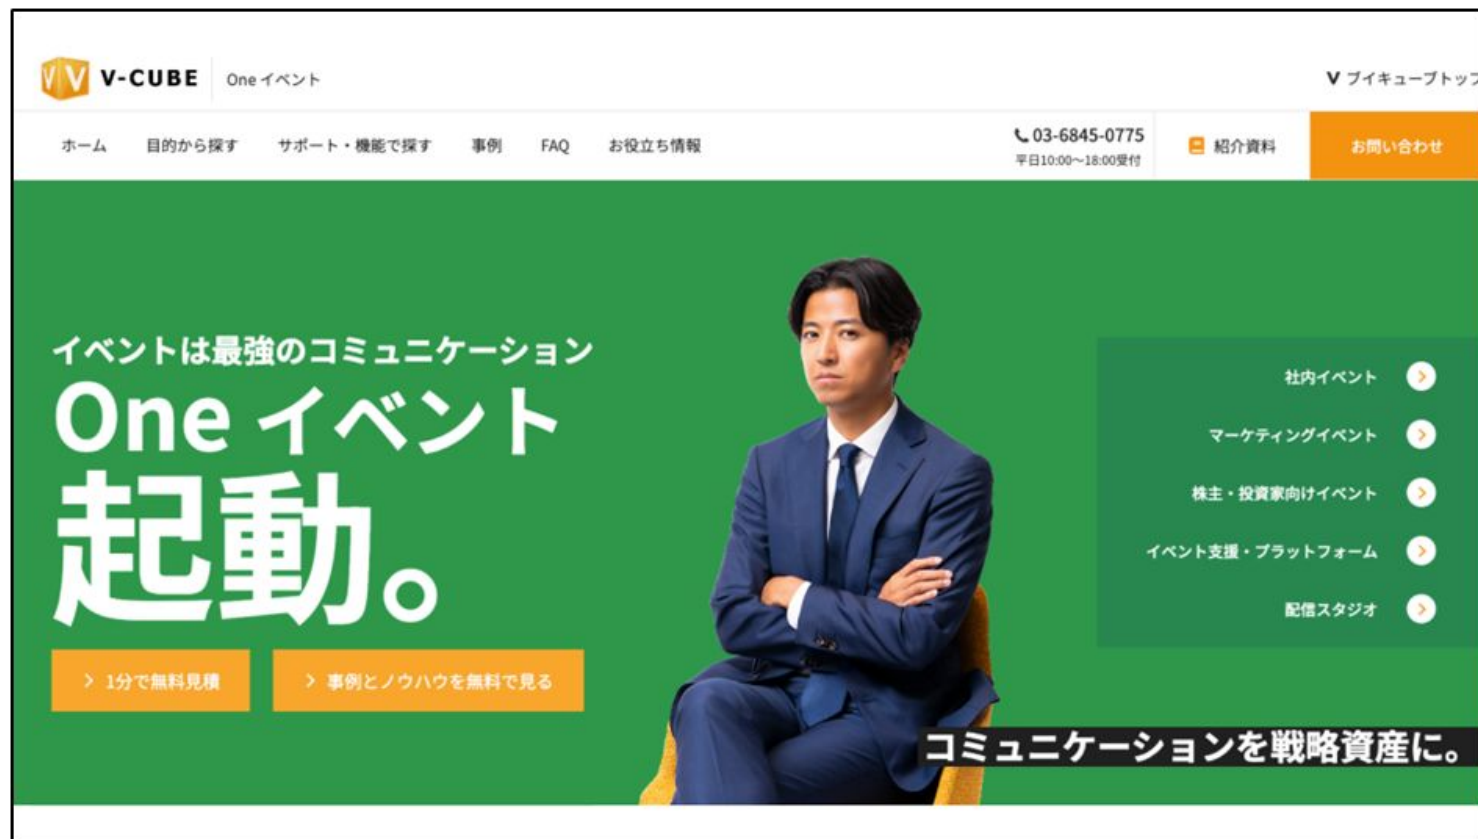 V-CUBE
One イベント
V ブイキューブトップ
ホーム
目的から探す
サポート・機能で探す
事例
FAQ
お役立ち情報
03-6845-0775
平日10:00〜18:00受付
紹介資料
お問い合わせ
イベントは最強のコミュニケーション
One イベント
起動。
1分で無料見積
事例とノウハウを無料で見る
社内イベント
マーケティングイベント
株主・投資家向けイベント
イベント支援・プラットフォーム
配信スタジオ
コミュニケーションを戦略資産に。